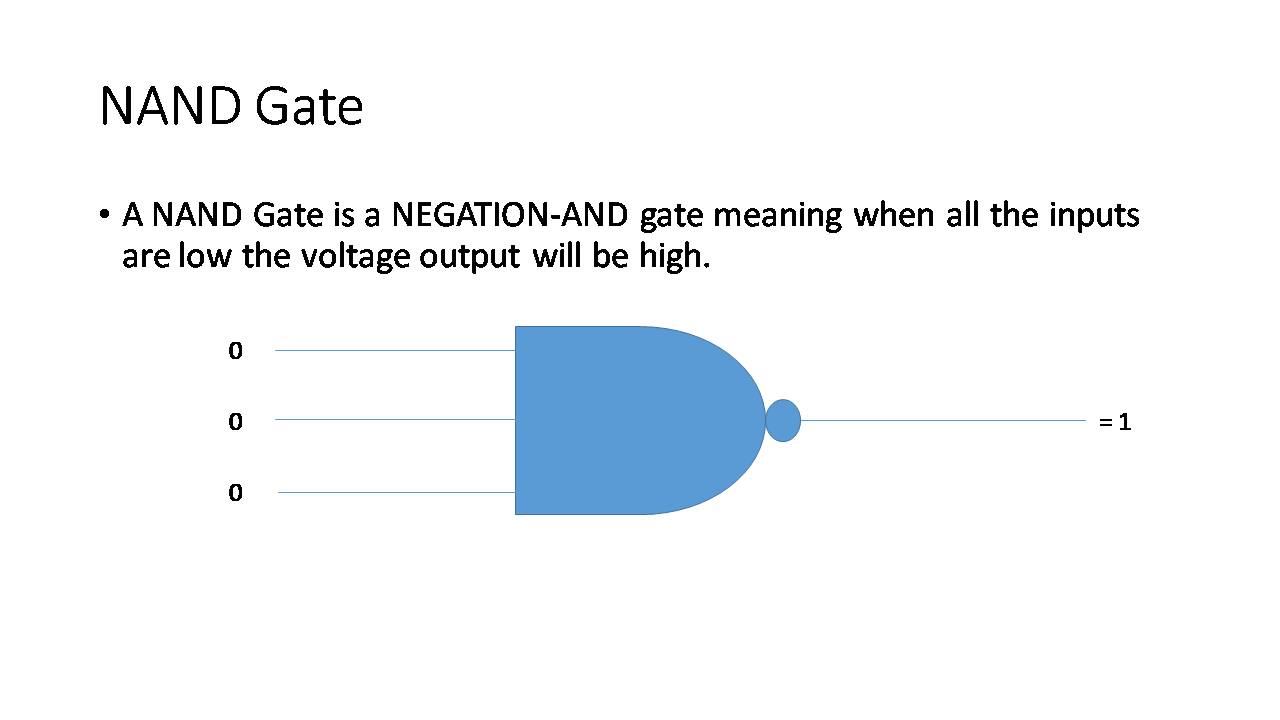 NAND Gate
• A NAND Gate is a NEGATION-AND gate meaning when all the inputs
are low the voltage output will be high.
0
0
= 1
0